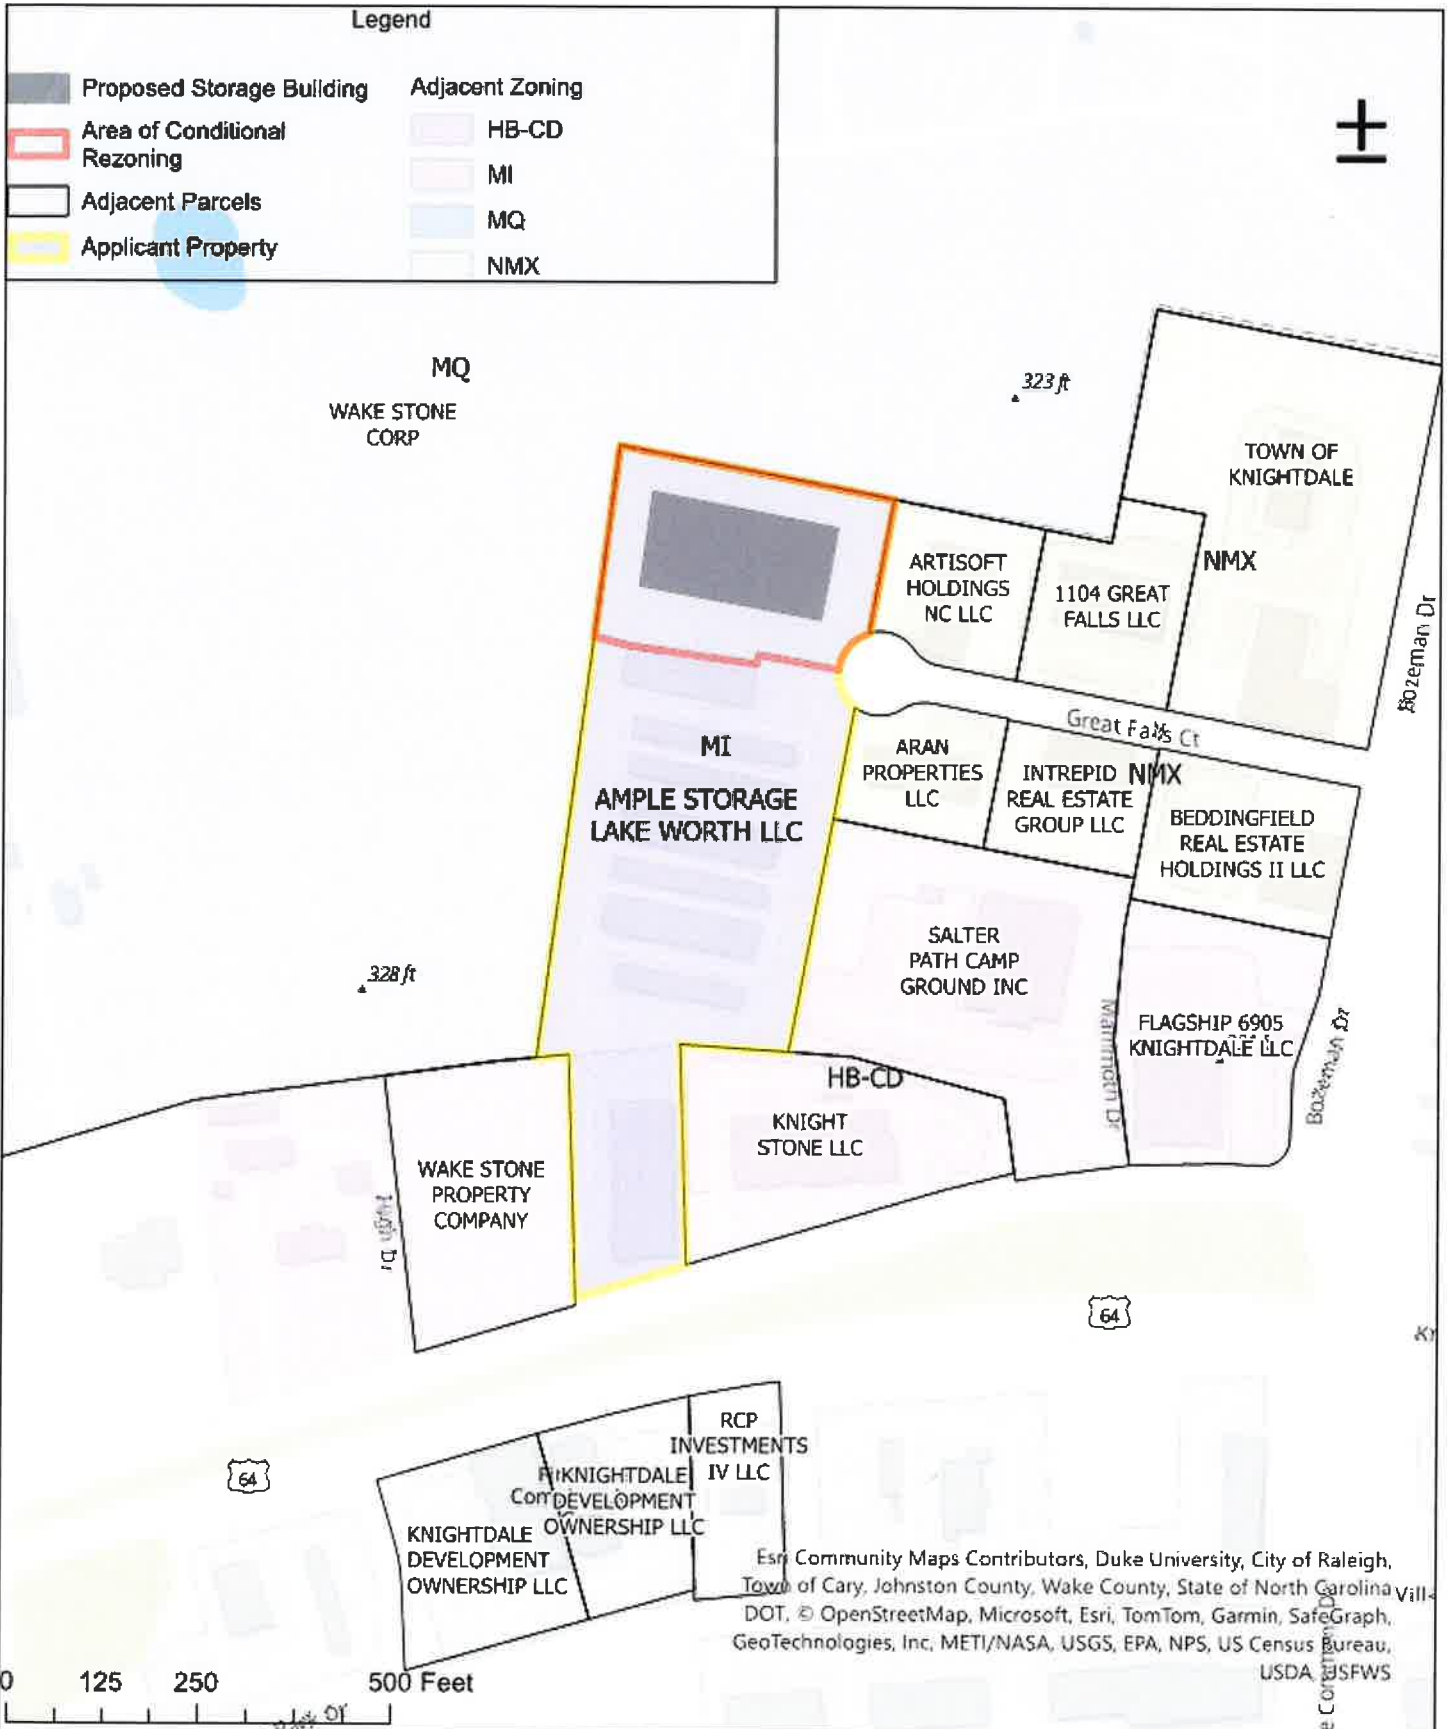 Legend
Proposed Storage Building
Area of Conditional
Rezoning
Adjacent Parcels
Applicant Property
Adjacent Zoning
HB-CD
MI
MQ
NMX
MQ
WAKE STONE
CORP
323 ft
TOWN OF
KNIGHTDALE
NMX
ARTISOFT
HOLDINGS
NC LLC
1104 GREAT
FALLS LLC
Bozeman Dr
Great Falls Ct
MI
AMPLE STORAGE
LAKE WORTH LLC
ARAN
PROPERTIES
LLC
INTREPID
REAL ESTATE
GROUP LLC
NMX
BEDDINGFIELD
REAL ESTATE
HOLDINGS II LLC
SALTER
PATH CAMP
GROUND INC
328 ft
Mammoth Dr
FLAGSHIP 6905
KNIGHTDALE LLC
Bozeman Dr
HB-CD
KNIGHT
STONE LLC
WAKE STONE
PROPERTY
COMPANY
64
64
RCP
INVESTMENTS
IV LLC
KNIGHTDALE
DEVELOPMENT
OWNERSHIP LLC
KNIGHTDALE
DEVELOPMENT
OWNERSHIP LLC
Esri Community Maps Contributors, Duke University, City of Raleigh,
Town of Cary, Johnston County, Wake County, State of North Carolina
DOT, © OpenStreetMap, Microsoft, Esri, TomTom, Garmin, SafeGraph,
GeoTechnologies, Inc, METI/NASA, USGS, EPA, NPS, US Census Bureau,
USDA, USFWS
0 125 250 500 Feet